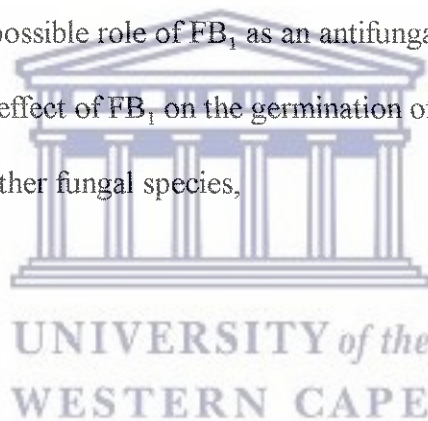 possible role of FB₁ as an antifunga
effect of FB₁ on the germination o
ther fungal species,
UNIVERSITY of the
WESTERN CAPE